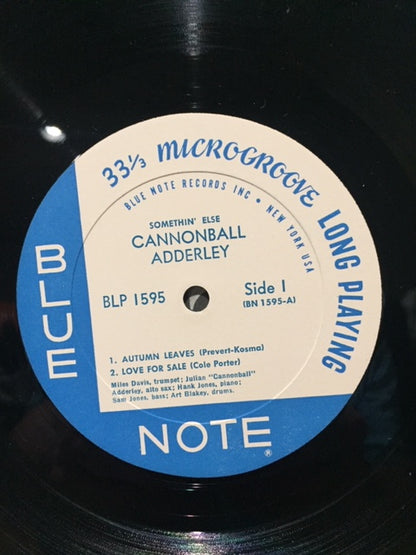 33⅓ MICROGROOVE LONG PLAYING
BLUE NOTE RECORDS INC • NEW YORK USA
SOMETHIN' ELSE
CANNONBALL
ADDERLEY
BLP 1595
Side 1
(BN 1595-A)
1. AUTUMN LEAVES (Prevert-Kosma)
2. LOVE FOR SALE (Cole Porter)
Miles Davis, trumpet; Julian "Cannonball"
Adderley, alto sax; Hank Jones, piano;
Sam Jones, bass; Art Blakey, drums.
BLUE
NOTE®